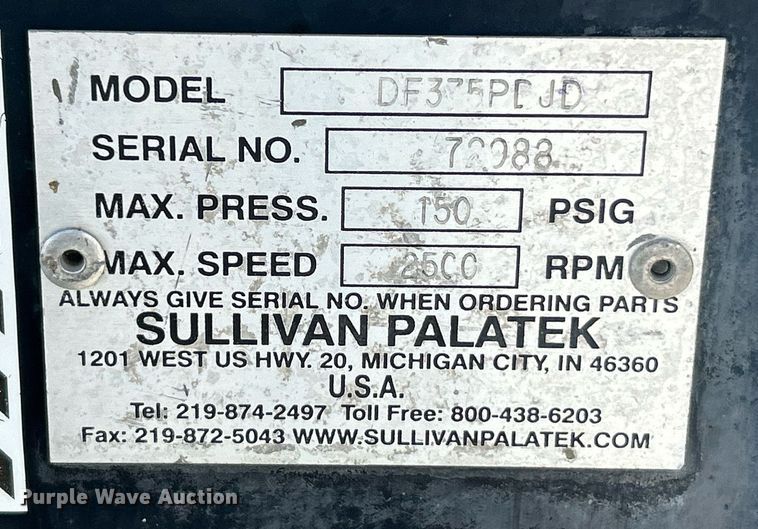 MODEL DF375PDJD
SERIAL NO.
MAX. PRESS. 150 PSIG
MAX. SPEED 2500 RPM
ALWAYS GIVE SERIAL NO. WHEN ORDERING PARTS
SULLIVAN PALATEK
1201 WEST US HWY. 20, MICHIGAN CITY, IN 46360
U.S.A.
Tel: 219-874-2497 Toll Free: 800-438-6203
Fax: 219-872-5043 WWW.SULLIVANPALATEK.COM
Purple Wave Auction